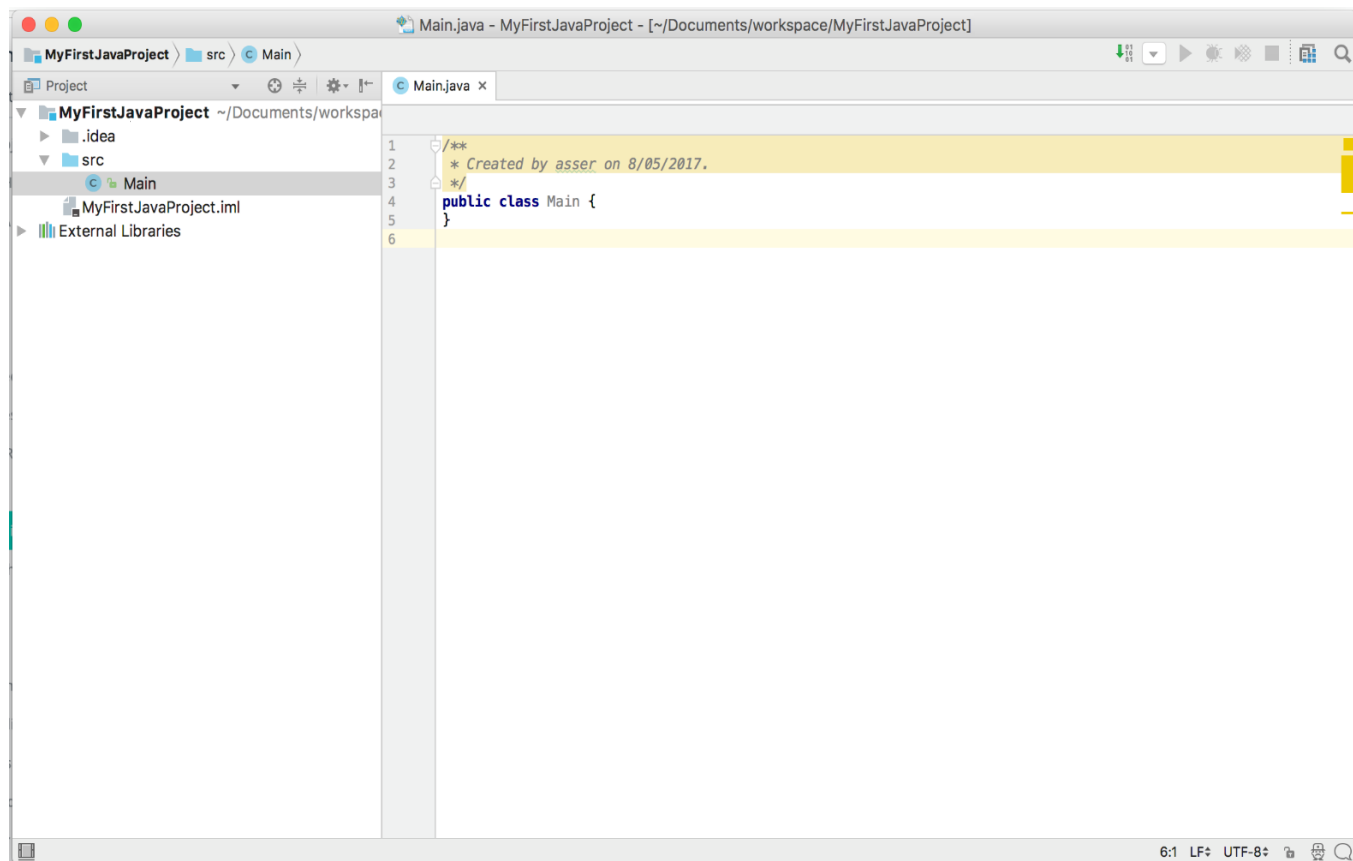 Main.java - MyFirstJavaProject - [~/Documents/workspace/MyFirstJavaProject]
MyFirstJavaProject src C Main
Project
C Main.java ×
MyFirstJavaProject ~/Documents/workspa
.idea
src
C Main
MyFirstJavaProject.iml
External Libraries
1 /**
2 * Created by asser on 8/05/2017.
3 */
4 public class Main {
5 }
6
6:1 LF UTF-8